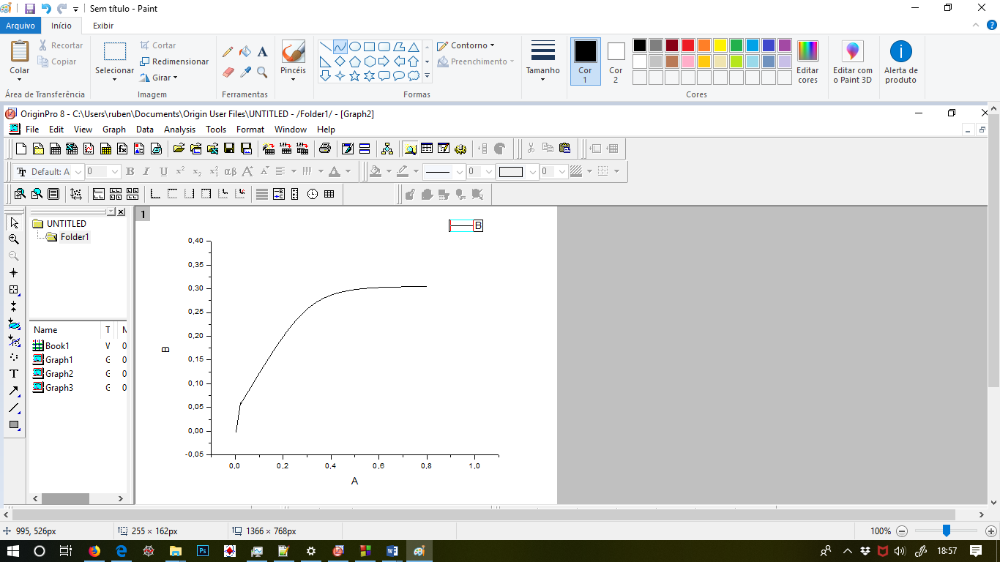 Sem título - Paint
Arquivo Início Exibir
Colar
Recortar
Copiar
Área de Transferência
Selecionar
Cortar
Redimensionar
Girar
Imagem
A
Ferramentas
Pincéis
Contorno
Preenchimento
Formas
Tamanho
Cor 1
Cor 2
Cores
Editar cores
Editar com o Paint 3D
Alerta de produto
OriginPro 8 - C:\Users\ruben\Documents\Origin User Files\UNTITLED - /Folder1/ - [Graph2]
File Edit View Graph Data Analysis Tools Format Window Help
Default: A 0 B I U x² x₂ αβ A A A 0 0
UNTITLED
Folder1
Name T N
Book1 V 0
Graph1 G 0
Graph2 G 0
Graph3 G 0
T
1
B
0,40
0,35
0,30
0,25
0,20
0,15
0,10
0,05
0,00
-0,05
B
0,0 0,2 0,4 0,6 0,8 1,0
A
995, 526px 255 × 162px 1366 × 768px 100%
18:57